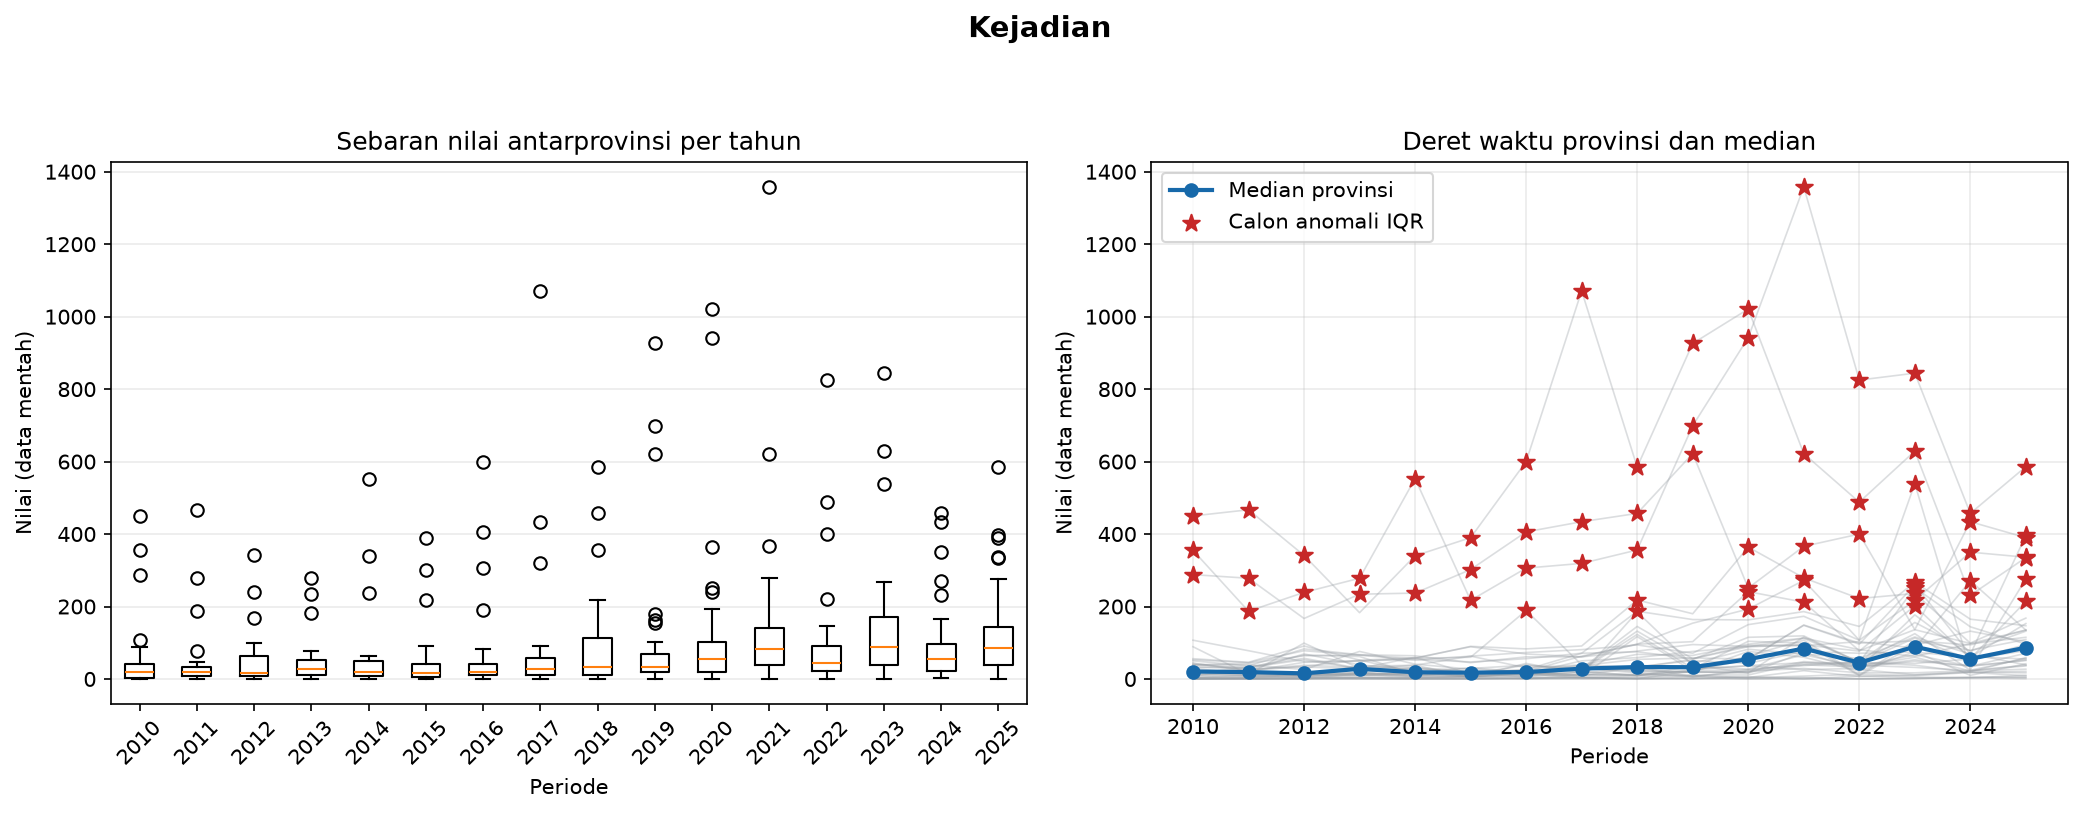 Kejadian
Sebaran nilai antarprovinsi per tahun
Nilai (data mentah)
1400
1200
1000
800
600
400
200
0
2010 2011 2012 2013 2014 2015 2016 2017 2018 2019 2020 2021 2022 2023 2024 2025
Periode
Deret waktu provinsi dan median
Median provinsi
Calon anomali IQR
Nilai (data mentah)
1400
1200
1000
800
600
400
200
0
2010 2012 2014 2016 2018 2020 2022 2024
Periode